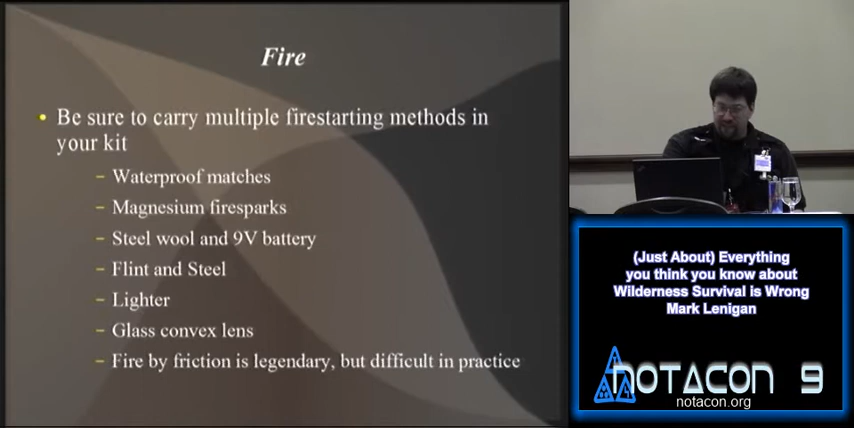 Fire
Be sure to carry multiple firestarting methods in
your kit
– Waterproof matches
– Magnesium firesparks
– Steel wool and 9V battery
– Flint and Steel
– Lighter
– Glass convex lens
– Fire by friction is legendary, but difficult in practice
(Just About) Everything
you think you know about
Wilderness Survival is Wrong
Mark Lenigan
NOTACON 9
notacon.org